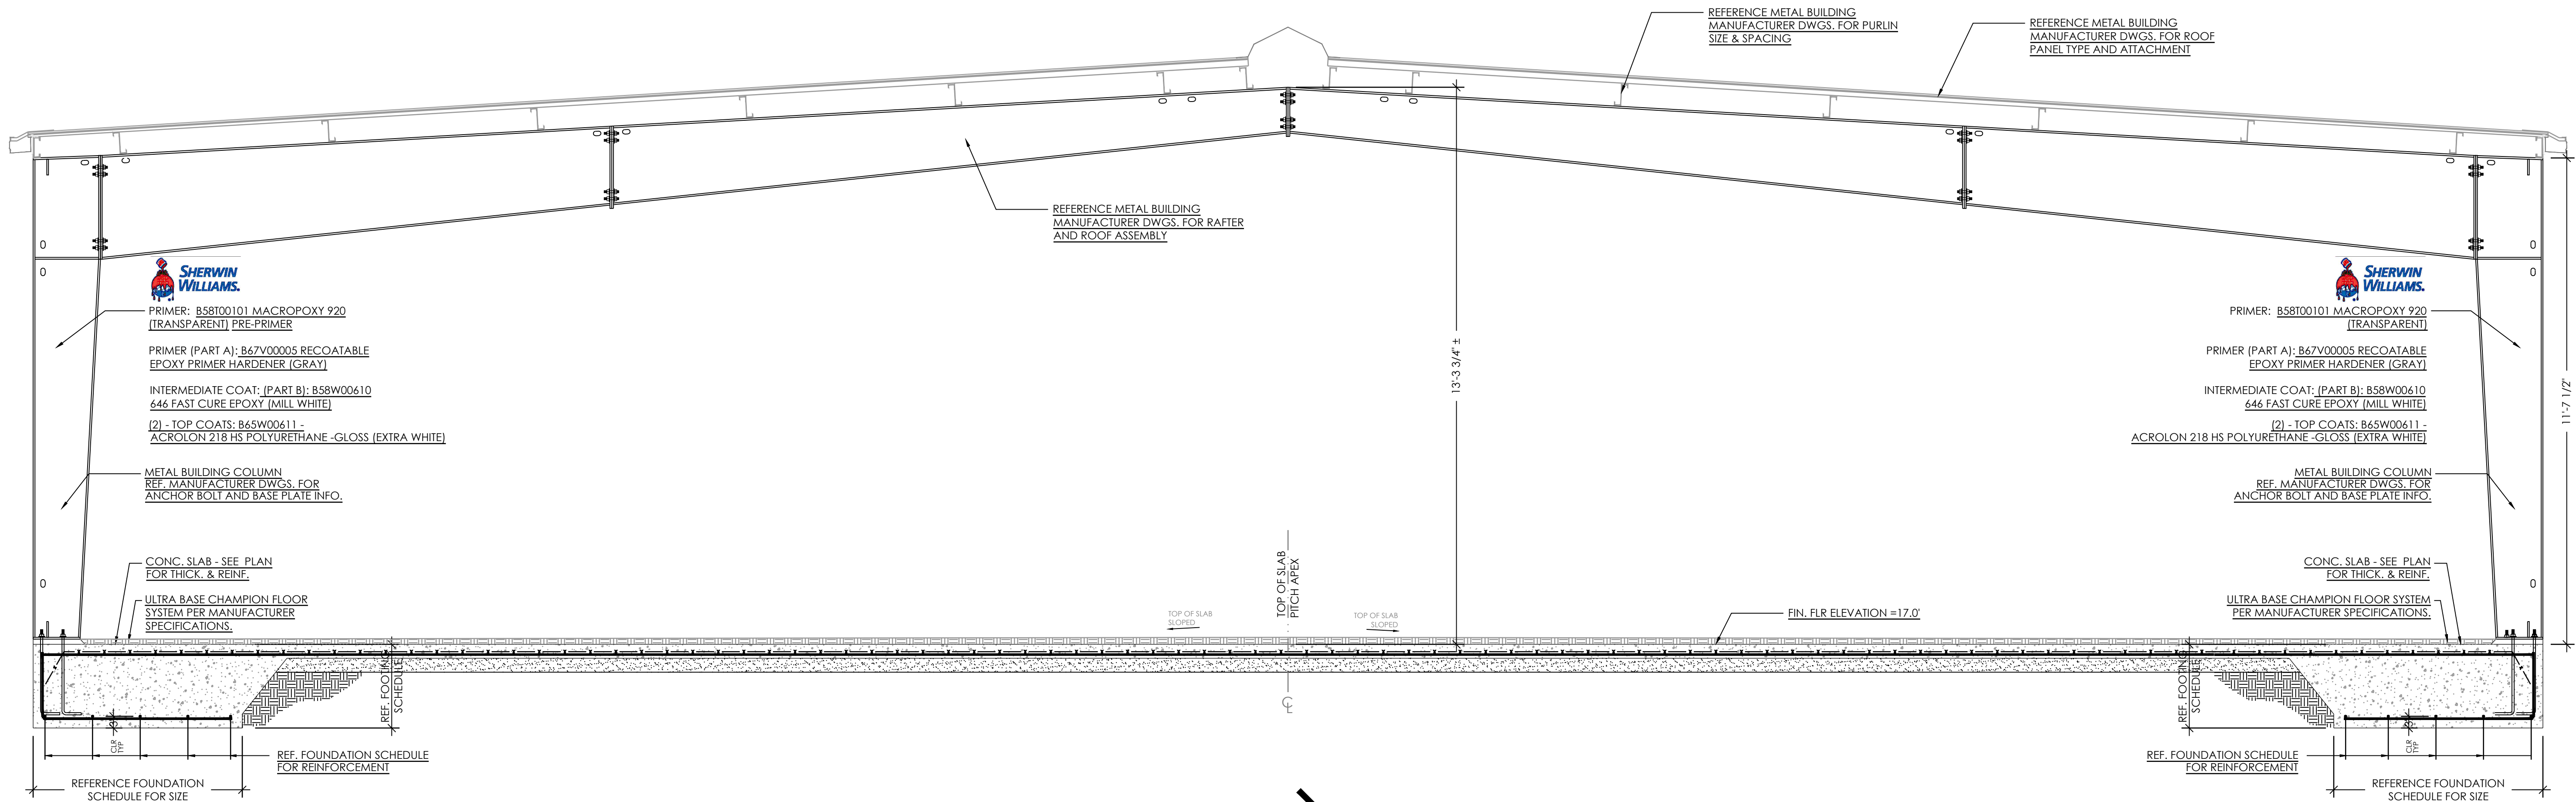 REFERENCE METAL BUILDING
MANUFACTURER DWGS. FOR PURLIN
SIZE & SPACING
REFERENCE METAL BUILDING
MANUFACTURER DWGS. FOR ROOF
PANEL TYPE AND ATTACHMENT
REFERENCE METAL BUILDING
MANUFACTURER DWGS. FOR RAFTER
AND ROOF ASSEMBLY
13'-3 3/4" ±
11'-7 1/2"
SHERWIN
WILLIAMS.
PRIMER: B58T00101 MACROPOXY 920
(TRANSPARENT) PRE-PRIMER
PRIMER (PART A): B67V00005 RECOATABLE
EPOXY PRIMER HARDENER (GRAY)
INTERMEDIATE COAT: (PART B): B58W00610
646 FAST CURE EPOXY (MILL WHITE)
(2) - TOP COATS: B65W00611 -
ACROLON 218 HS POLYURETHANE -GLOSS (EXTRA WHITE)
METAL BUILDING COLUMN
REF. MANUFACTURER DWGS. FOR
ANCHOR BOLT AND BASE PLATE INFO.
CONC. SLAB - SEE PLAN
FOR THICK. & REINF.
ULTRA BASE CHAMPION FLOOR
SYSTEM PER MANUFACTURER
SPECIFICATIONS.
SHERWIN
WILLIAMS.
PRIMER: B58T00101 MACROPOXY 920
(TRANSPARENT)
PRIMER (PART A): B67V00005 RECOATABLE
EPOXY PRIMER HARDENER (GRAY)
INTERMEDIATE COAT: (PART B): B58W00610
646 FAST CURE EPOXY (MILL WHITE)
(2) - TOP COATS: B65W00611 -
ACROLON 218 HS POLYURETHANE -GLOSS (EXTRA WHITE)
METAL BUILDING COLUMN
REF. MANUFACTURER DWGS. FOR
ANCHOR BOLT AND BASE PLATE INFO.
CONC. SLAB - SEE PLAN
FOR THICK. & REINF.
ULTRA BASE CHAMPION FLOOR SYSTEM
PER MANUFACTURER SPECIFICATIONS.
TOP OF SLAB
SLOPED
TOP OF SLAB
PITCH APEX
TOP OF SLAB
SLOPED
FIN. FLR ELEVATION =17.0'
REF. FOOTING
SCHEDULE
REF. FOOTING
SCHEDULE
3"
CLR
TYP
3"
CLR
TYP
REF. FOUNDATION SCHEDULE
FOR REINFORCEMENT
REFERENCE FOUNDATION
SCHEDULE FOR SIZE
REF. FOUNDATION SCHEDULE
FOR REINFORCEMENT
REFERENCE FOUNDATION
SCHEDULE FOR SIZE